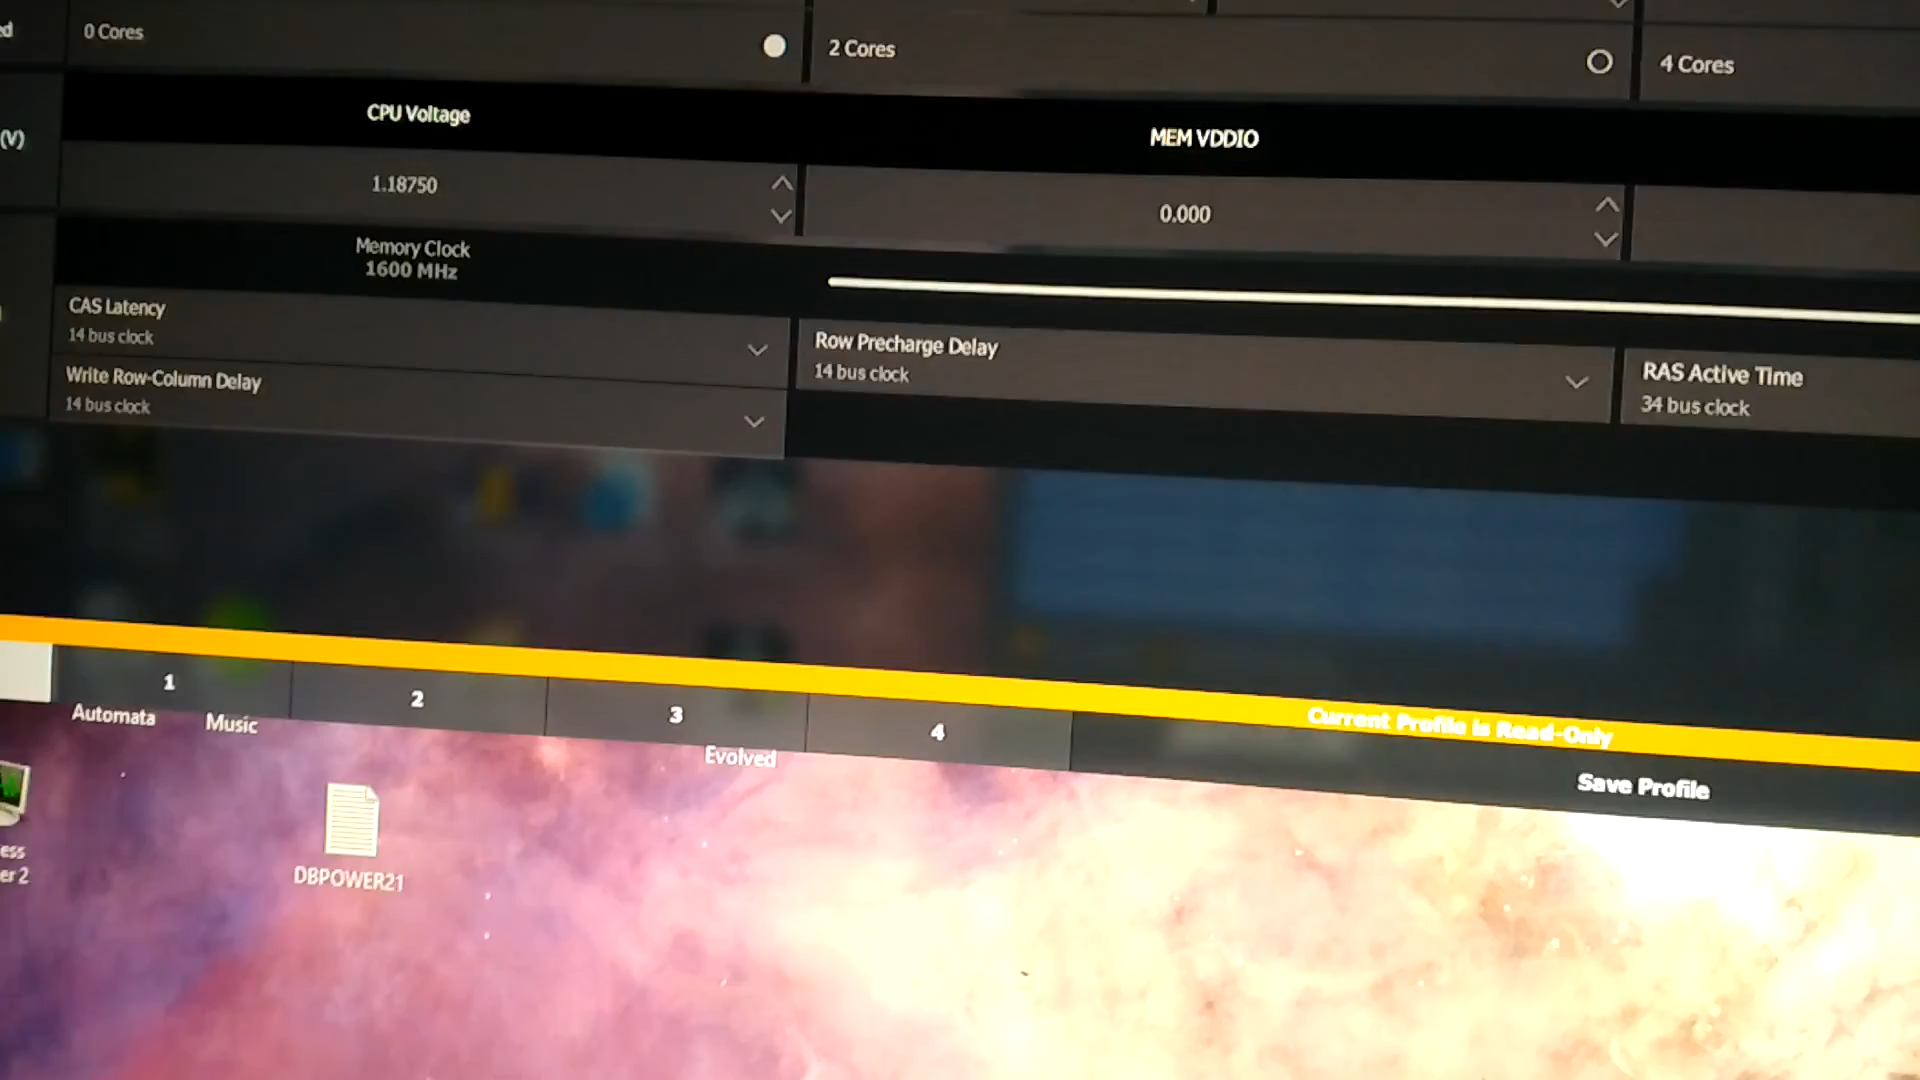 0 Cores
2 Cores
4 Cores
(V)
CPU Voltage
MEM VDDIO
1.18750
0.000
Memory Clock
1600 MHz
CAS Latency
14 bus clock
Row Precharge Delay
14 bus clock
RAS Active Time
34 bus clock
Write Row-Column Delay
14 bus clock
1
2
3
4
Current Profile is Read-Only
Save Profile
Automata
Music
Evolved
ess
er 2
DBPOWER21